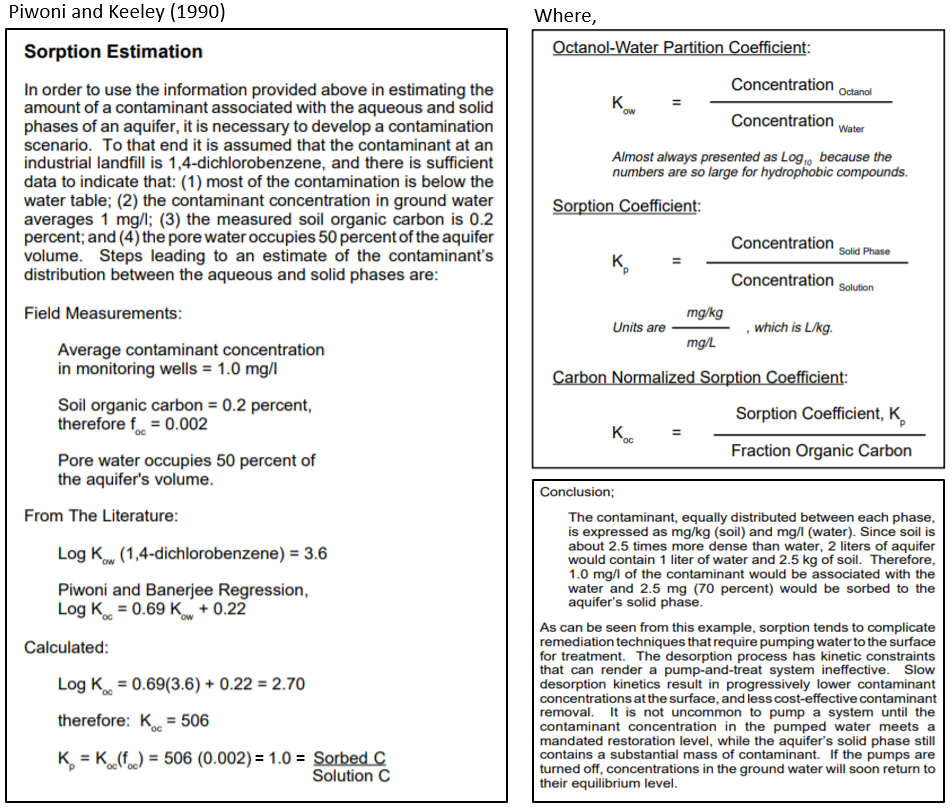 Piwoni and Keeley (1990)
Sorption Estimation
In order to use the information provided above in estimating the
amount of a contaminant associated with the aqueous and solid
phases of an aquifer, it is necessary to develop a contamination
scenario. To that end it is assumed that the contaminant at an
industrial landfill is 1,4-dichlorobenzene, and there is sufficient
data to indicate that: (1) most of the contamination is below the
water table; (2) the contaminant concentration in ground water
averages 1 mg/l; (3) the measured soil organic carbon is 0.2
percent; and (4) the pore water occupies 50 percent of the aquifer
volume. Steps leading to an estimate of the contaminant's
distribution between the aqueous and solid phases are:
Field Measurements:
Average contaminant concentration
in monitoring wells = 1.0 mg/l
Soil organic carbon = 0.2 percent,
therefore foc = 0.002
Pore water occupies 50 percent of
the aquifer's volume.
From The Literature:
Log Kow (1,4-dichlorobenzene) = 3.6
Piwoni and Banerjee Regression,
Log Koc = 0.69 Kow + 0.22
Calculated:
Log Koc = 0.69(3.6) + 0.22 = 2.70
therefore: Koc = 506
Kp = Koc(foc) = 506 (0.002) = 1.0 = Sorbed C
Solution C
Where,
Octanol-Water Partition Coefficient:
Concentration Octanol
Kow =
Concentration Water
Almost always presented as Log10 because the
numbers are so large for hydrophobic compounds.
Sorption Coefficient:
Concentration Solid Phase
Kp =
Concentration Solution
mg/kg
Units are , which is L/kg.
mg/L
Carbon Normalized Sorption Coefficient:
Sorption Coefficient, Kp
Koc =
Fraction Organic Carbon
Conclusion;
The contaminant, equally distributed between each phase,
is expressed as mg/kg (soil) and mg/l (water). Since soil is
about 2.5 times more dense than water, 2 liters of aquifer
would contain 1 liter of water and 2.5 kg of soil. Therefore,
1.0 mg/l of the contaminant would be associated with the
water and 2.5 mg (70 percent) would be sorbed to the
aquifer's solid phase.
As can be seen from this example, sorption tends to complicate
remediation techniques that require pumping water to the surface
for treatment. The desorption process has kinetic constraints
that can render a pump-and-treat system ineffective. Slow
desorption kinetics result in progressively lower contaminant
concentrations at the surface, and less cost-effective contaminant
removal. It is not uncommon to pump a system until the
contaminant concentration in the pumped water meets a
mandated restoration level, while the aquifer's solid phase still
contains a substantial mass of contaminant. If the pumps are
turned off, concentrations in the ground water will soon return to
their equilibrium level.